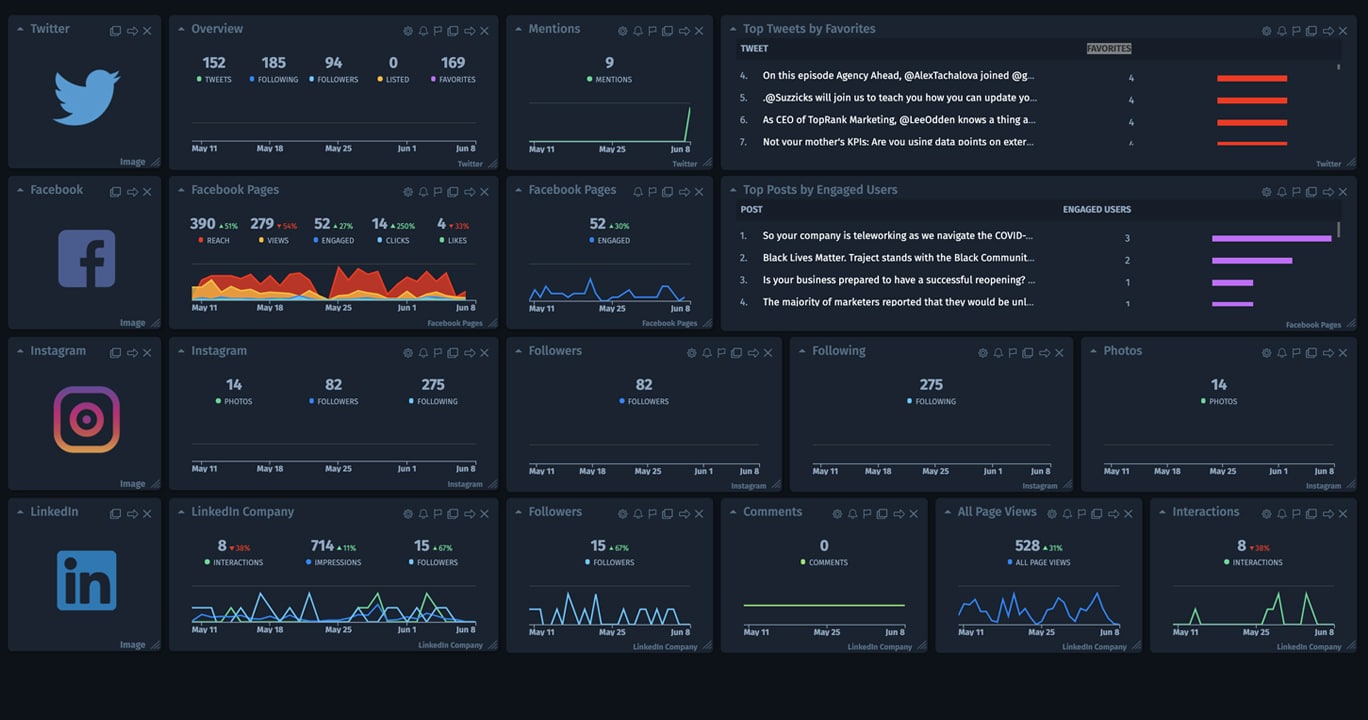 Twitter
Image
Overview
152 185 94 0 169
TWEETS FOLLOWING FOLLOWERS LISTED FAVORITES
May 11 May 18 May 25 Jun 1 Jun 8
Twitter
Mentions
9
MENTIONS
May 11 May 25 Jun 8
Twitter
Top Tweets by Favorites
TWEET FAVORITES
4. On this episode Agency Ahead, @AlexTachalova joined @g... 4
5. .@Suzzicks will join us to teach you how you can update yo... 4
6. As CEO of TopRank Marketing, @LeeOdden knows a thing a... 4
7. Not your mother's KPIs: Are you using data points on exter...
Twitter
Facebook
Image
Facebook Pages
390 51% 279 54% 52 27% 14 250% 4 33%
REACH VIEWS ENGAGED CLICKS LIKES
May 11 May 18 May 25 Jun 1 Jun 8
Facebook Pages
Facebook Pages
52 30%
ENGAGED
May 11 May 25 Jun 8
Facebook Pages
Top Posts by Engaged Users
POST ENGAGED USERS
1. So your company is teleworking as we navigate the COVID-... 3
2. Black Lives Matter. Traject stands with the Black Communit... 2
3. Is your business prepared to have a successful reopening? ... 1
4. The majority of marketers reported that they would be unl... 1
Facebook Pages
Instagram
Image
Instagram
14 82 275
PHOTOS FOLLOWERS FOLLOWING
May 11 May 18 May 25 Jun 1 Jun 8
Instagram
Followers
82
FOLLOWERS
May 11 May 18 May 25 Jun 1 Jun 8
Instagram
Following
275
FOLLOWING
May 11 May 18 May 25 Jun 1 Jun 8
Instagram
Photos
14
PHOTOS
May 11 May 18 May 25 Jun 1 Jun 8
Instagram
LinkedIn
in
Image
LinkedIn Company
8 38% 714 11% 15 67%
INTERACTIONS IMPRESSIONS FOLLOWERS
May 11 May 18 May 25 Jun 1 Jun 8
LinkedIn Company
Followers
15 67%
FOLLOWERS
May 11 May 25 Jun 8
LinkedIn Company
Comments
0
COMMENTS
May 11 May 25 Jun 8
LinkedIn Company
All Page Views
528 31%
ALL PAGE VIEWS
May 11 May 25 Jun 8
LinkedIn Company
Interactions
8 38%
INTERACTIONS
May 11 May 25 Jun 8
LinkedIn Company